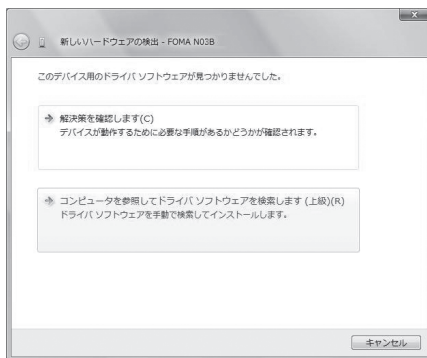 新しいハードウェアの検出 - FOMA N03B
このデバイス用のドライバ ソフトウェアが見つかりませんでした。
解決策を確認します(C)
デバイスが動作するために必要な手順があるかどうかが確認されます。
コンピュータを参照してドライバ ソフトウェアを検索します (上級)(R)
ドライバ ソフトウェアを手動で検索してインストールします。
キャンセル